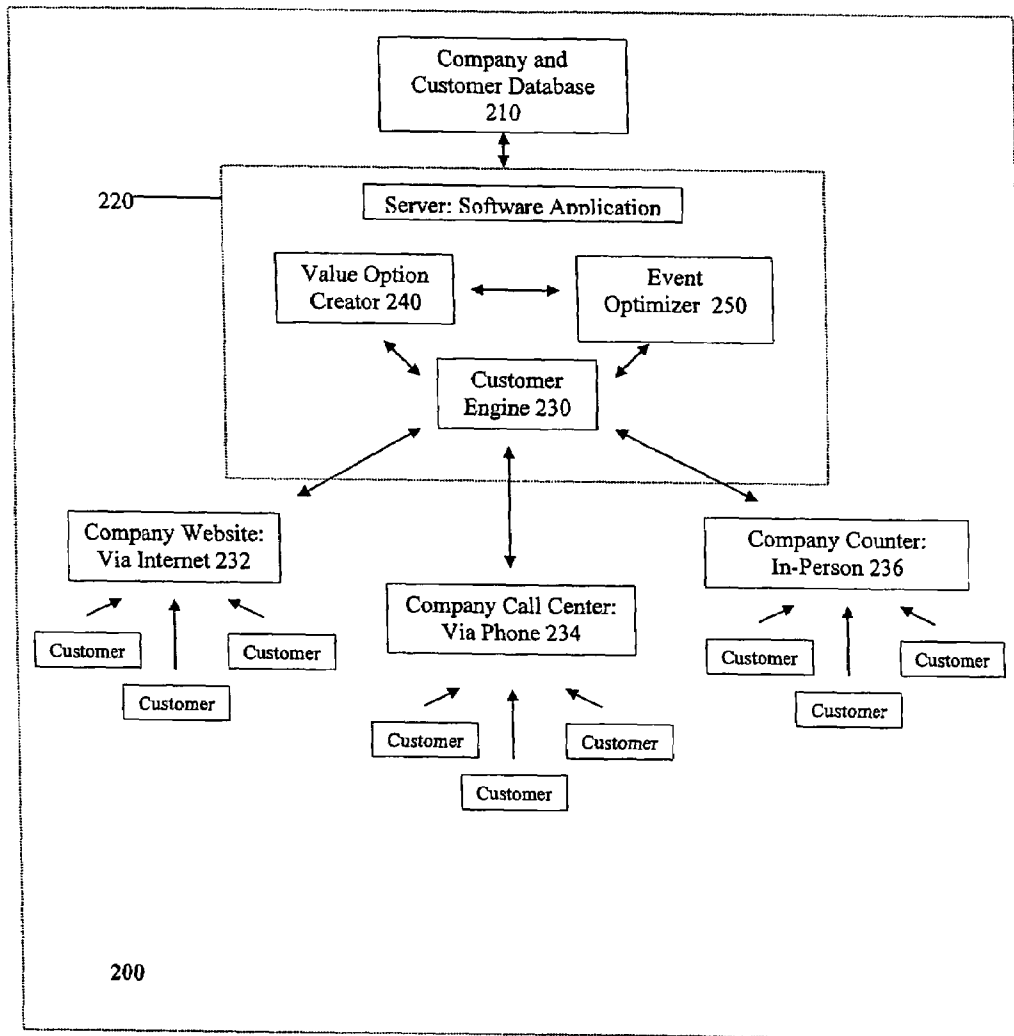 Company and
Customer Database
210
220
Server: Software Application
Value Option
Creator 240
Event
Optimizer 250
Customer
Engine 230
Company Website:
Via Internet 232
Company Call Center:
Via Phone 234
Company Counter:
In-Person 236
Customer
Customer
Customer
Customer
Customer
Customer
Customer
Customer
Customer
200